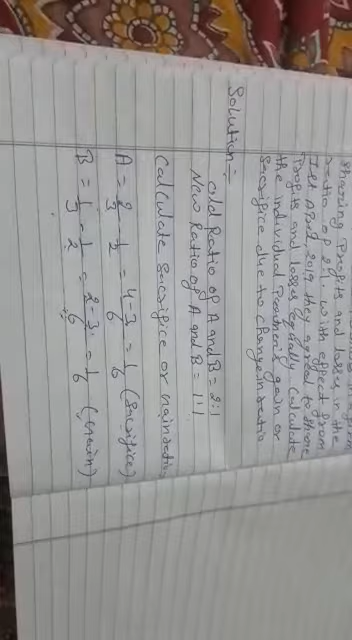 sharing Profits and losses in the
ratio of 2:1. with effect from
1st April, 2019 they agreed to share
Profits and losses equally calculate
the individual Partner's gain or
Sacrifice due to change in ratio
Solution :-
old Ratio of A and B = 2:1
New Ratio of A and B = 1:1
Calculate Sacrifice or Gain ratio
A = 2/3 - 1/2 = 4-3/6 = 1/6 (Sacrifice)
B = 1/3 - 1/2 = 2-3/6 = 1/6 (Gain)